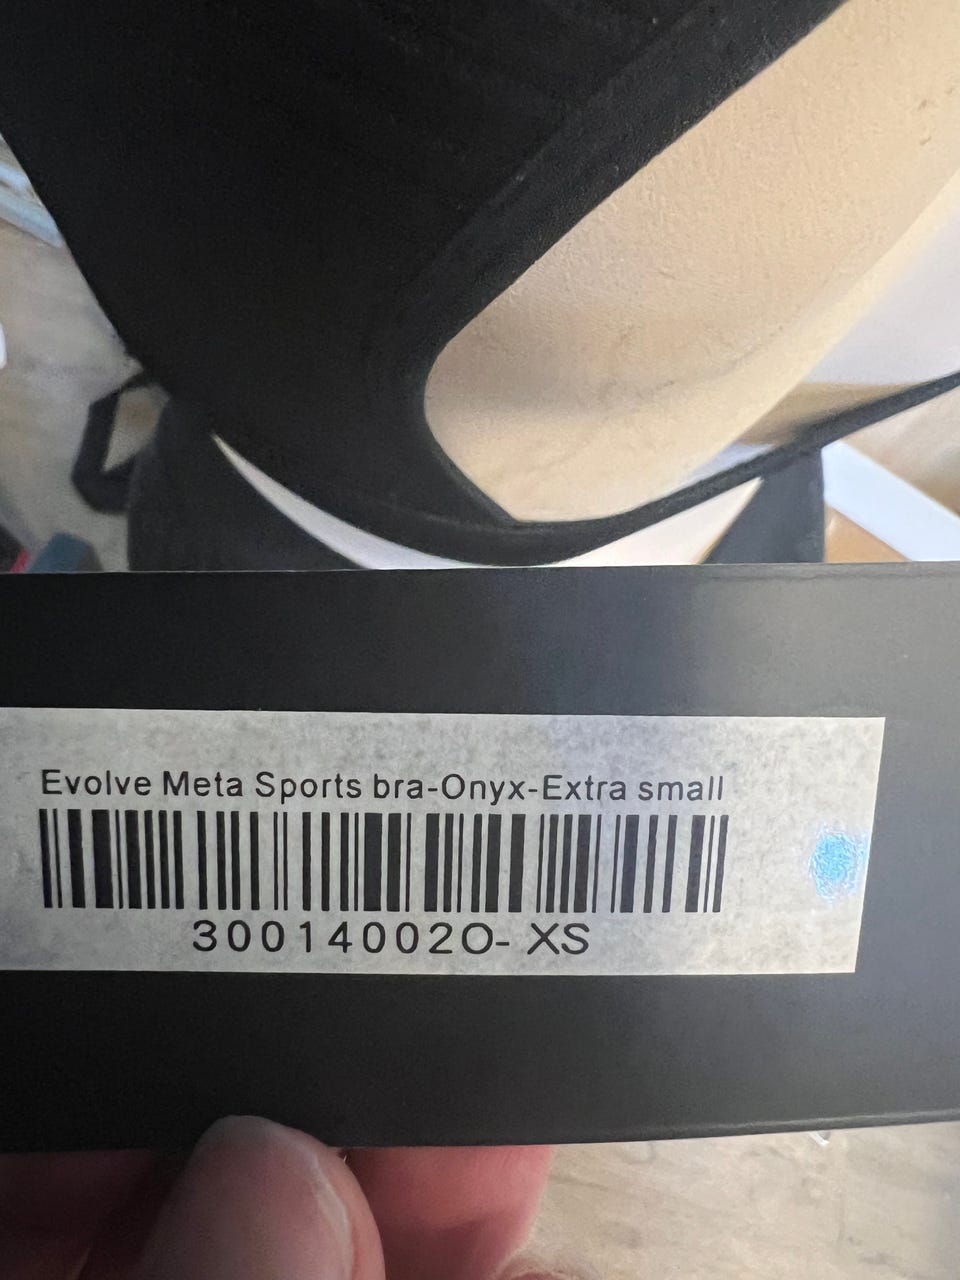 Evolve Meta Sports bra-Onyx-Extra small
30014002O- XS